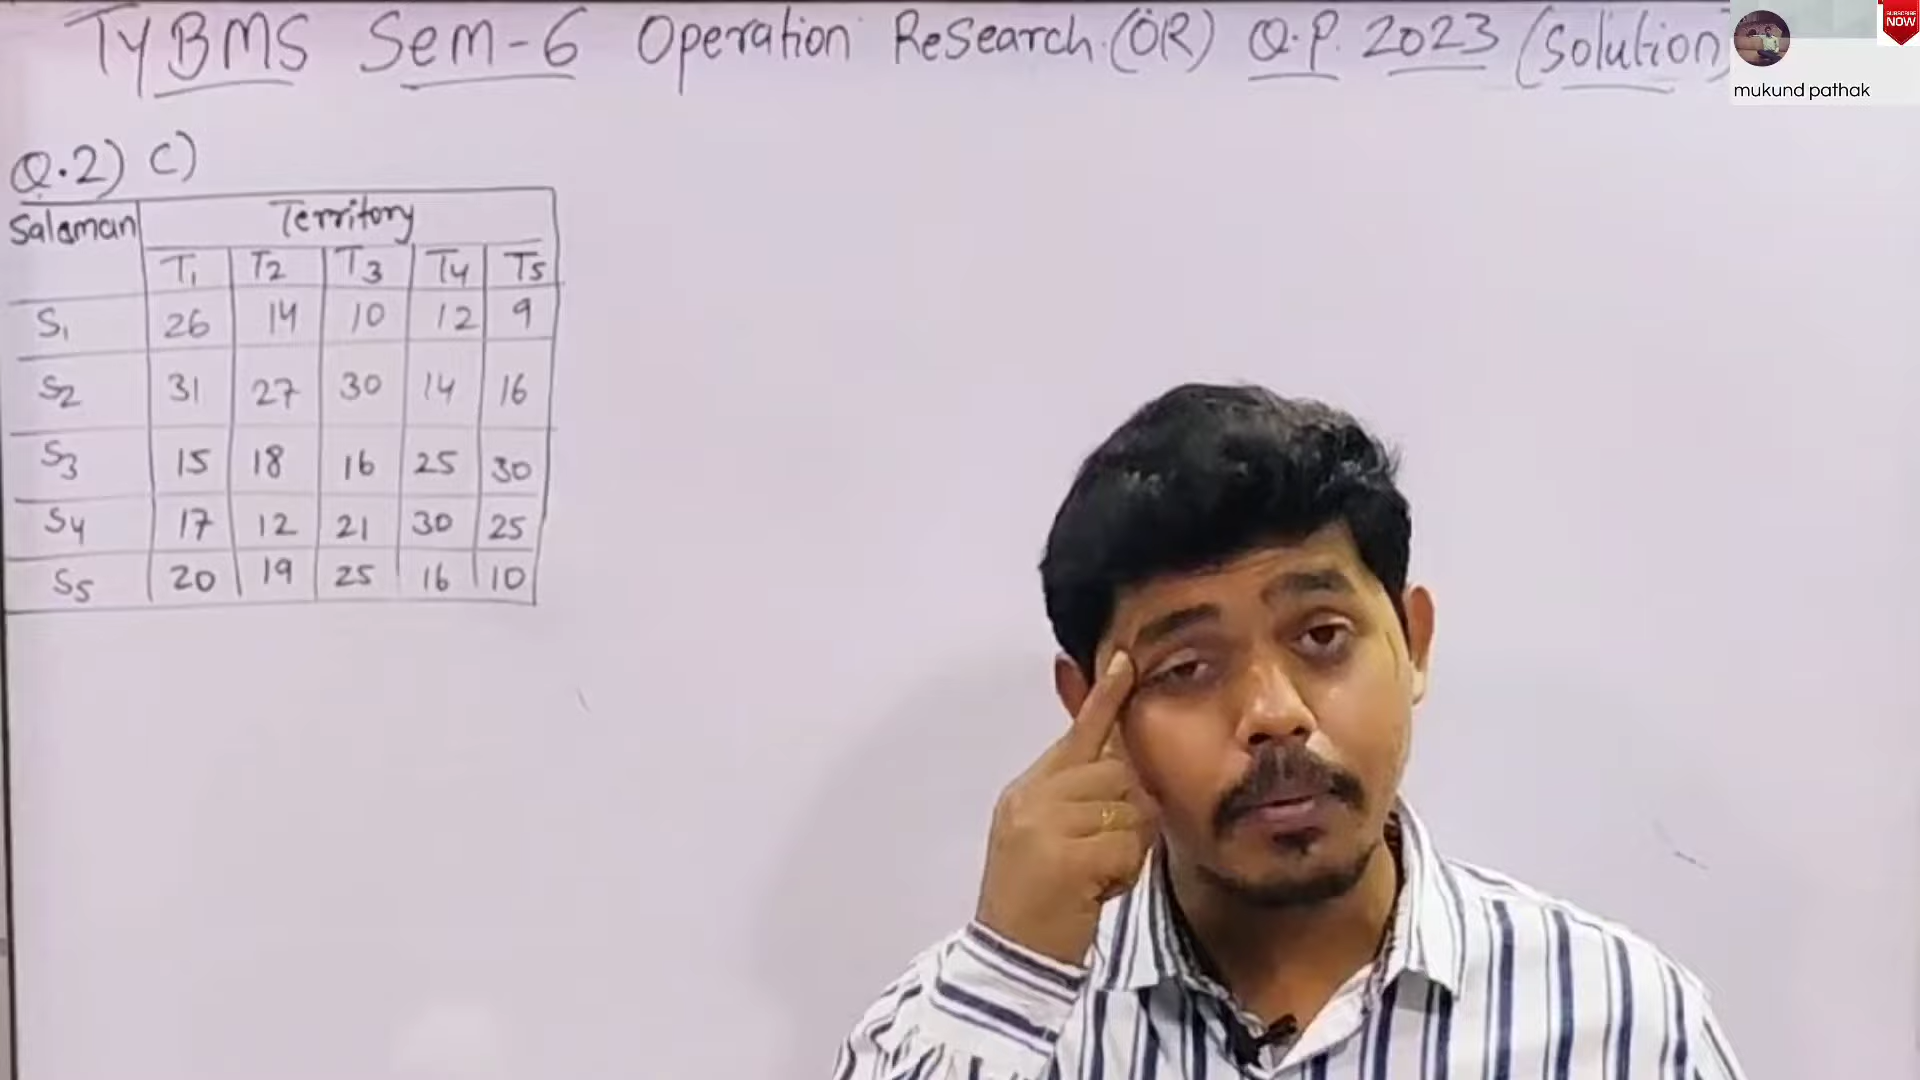 TyBMS Sem-6 Operation ReSearch.(OR) Q.P. 2023 (Solution)
SUBSCRIBE
NOW
mukund pathak
Q.2) C)
Salaman Territory
T1 T2 T3 T4 T5
S1 26 14 10 12 9
S2 31 27 30 14 16
S3 15 18 16 25 30
S4 17 12 21 30 25
S5 20 19 25 16 10